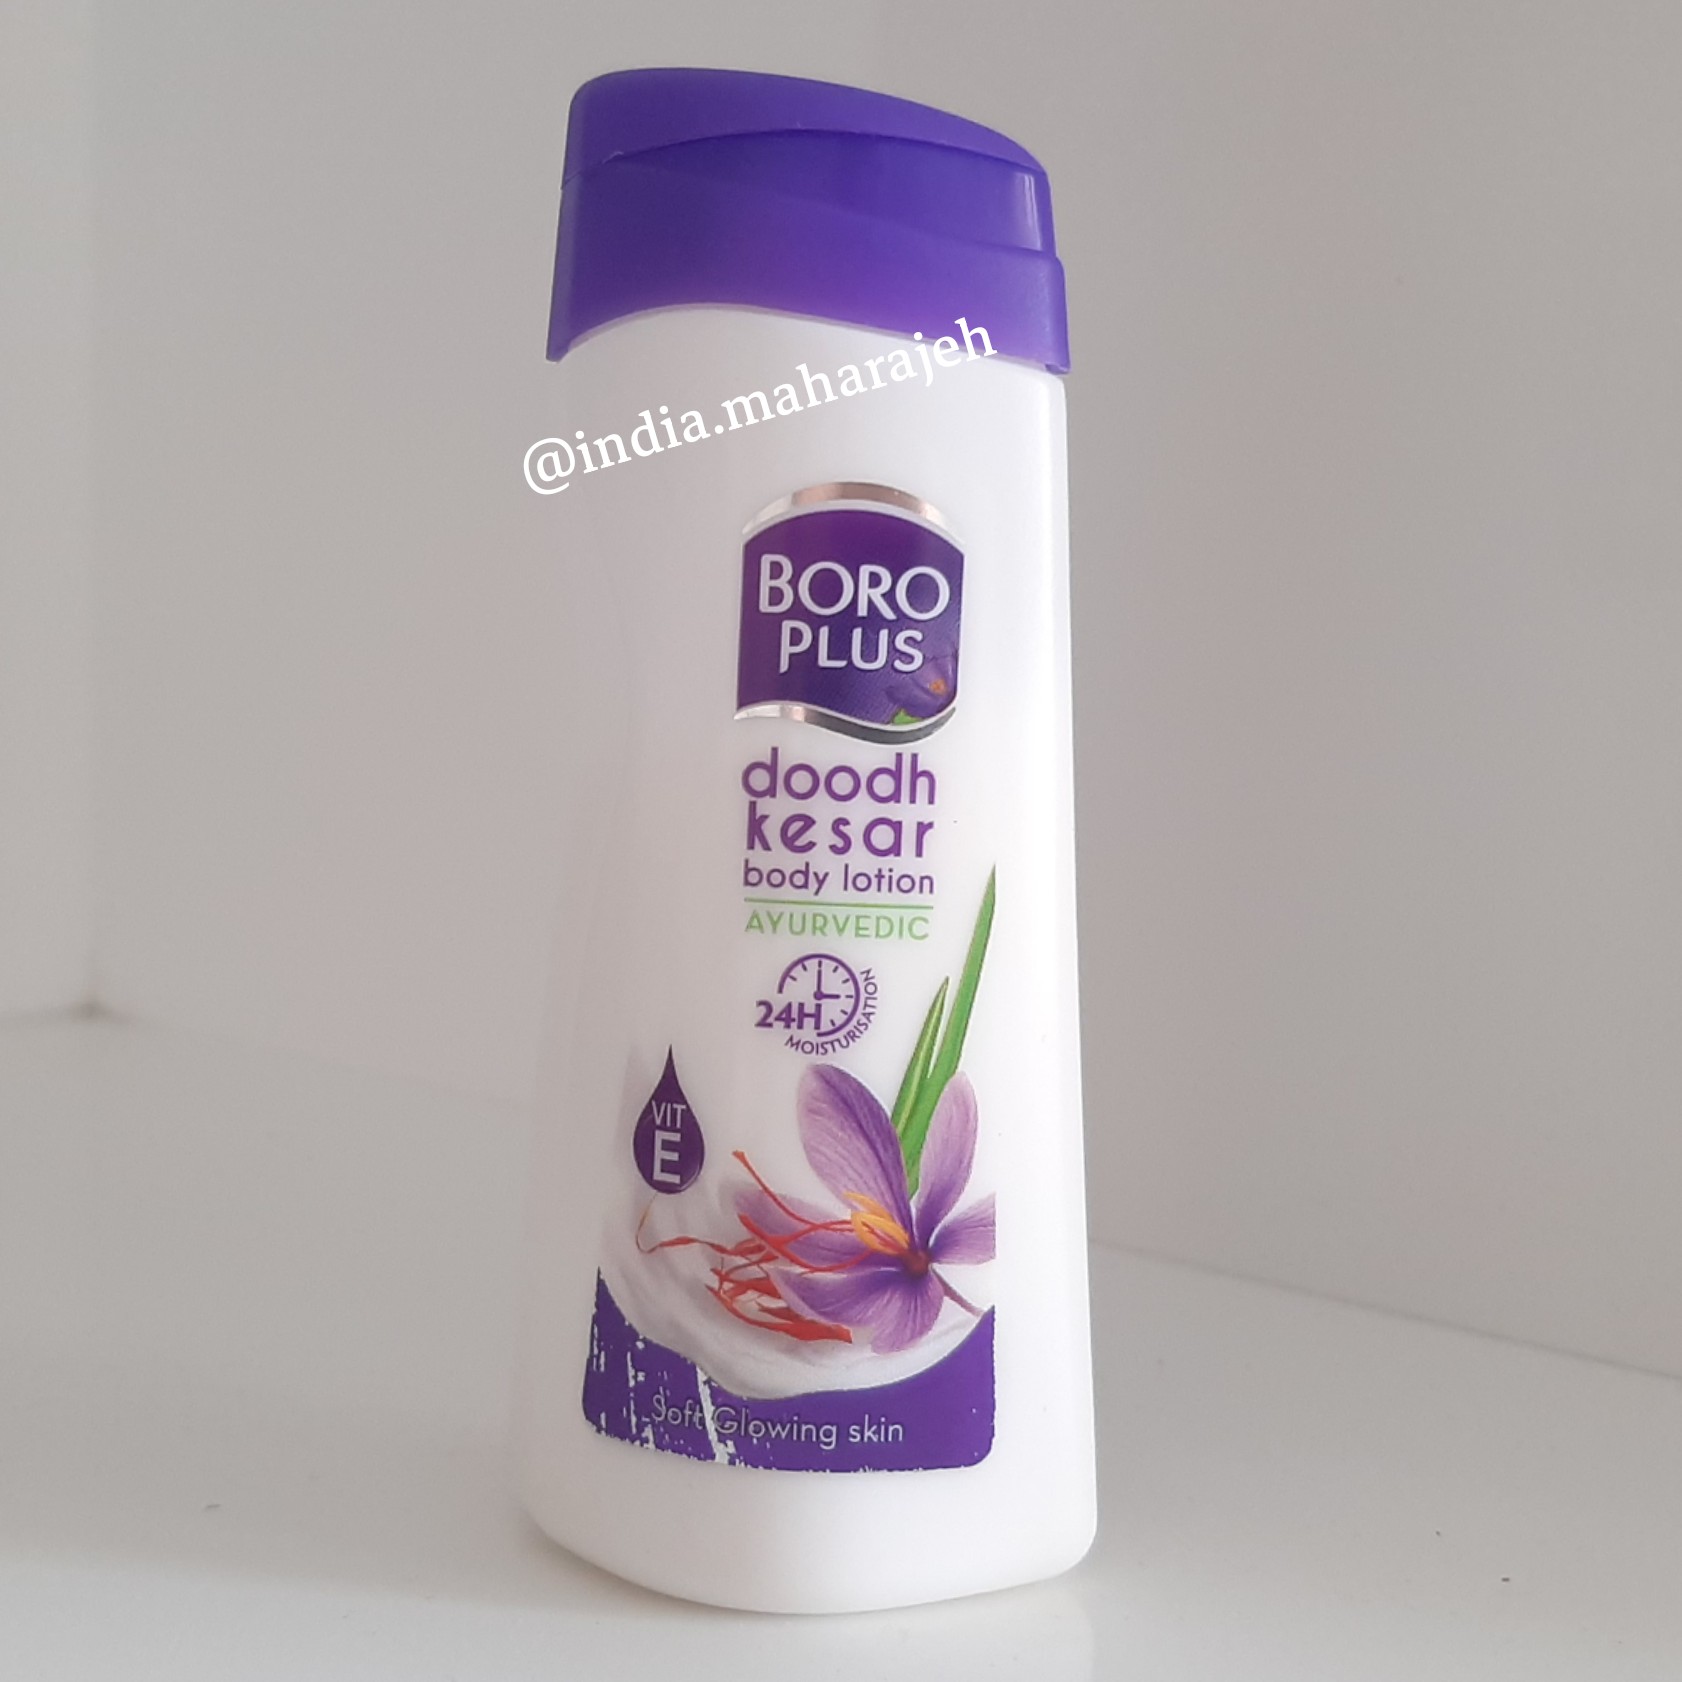 @india.maharajeh
BORO
PLUS
doodh
kesar
body lotion
AYURVEDIC
24H
MOISTURISATION
VIT
E
Soft Glowing skin